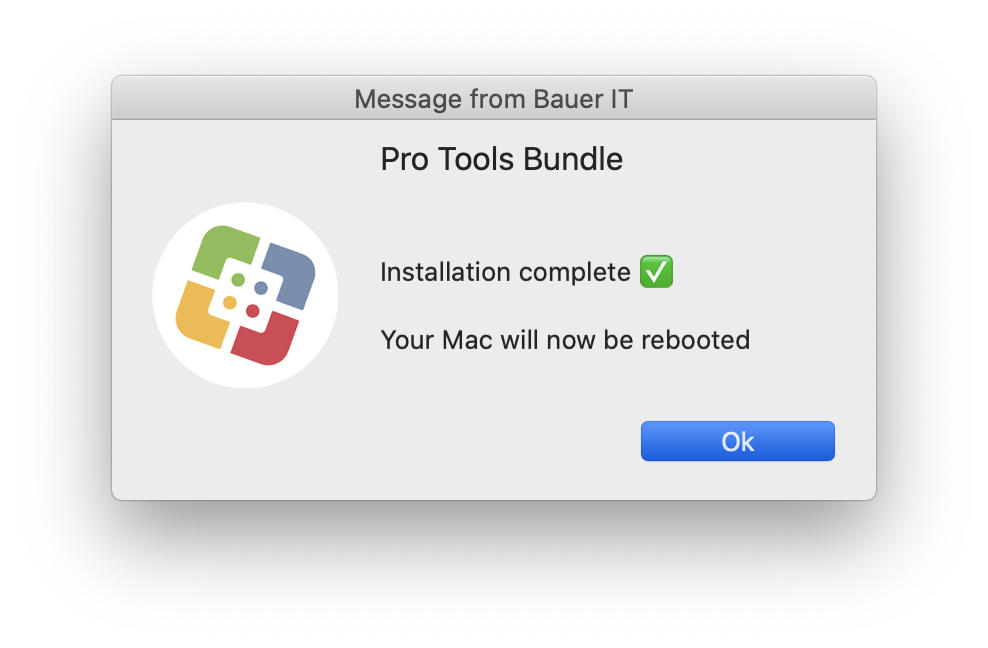 Message from Bauer IT
Pro Tools Bundle
Installation complete ✅
Your Mac will now be rebooted
Ok